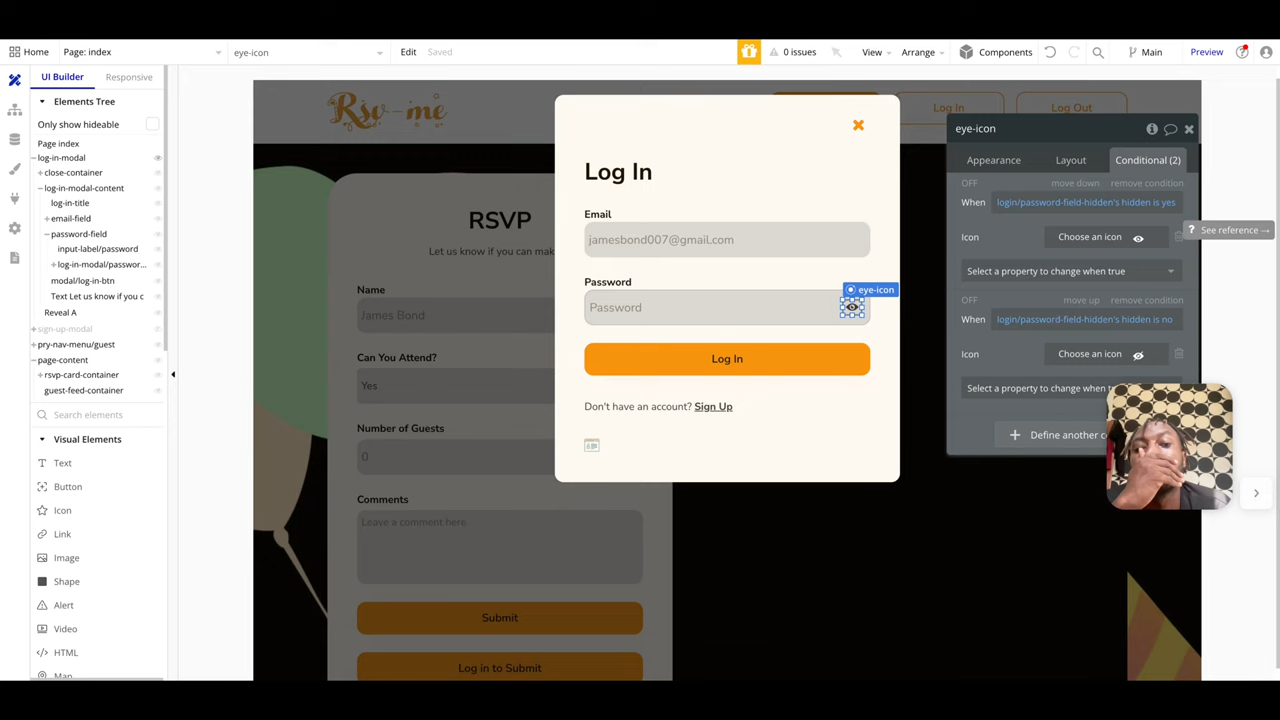 Home
Page: index
eye-icon
Edit
Saved
0 issues
View
Arrange
Components
Main
Preview
UI Builder
Responsive
Elements Tree
Only show hideable
Page index
log-in-modal
close-container
log-in-modal-content
log-in-title
email-field
password-field
input-label/password
log-in-modal/passwor...
modal/log-in-btn
Text Let us know if you c
Reveal A
sign-up-modal
pry-nav-menu/guest
page-content
rsvp-card-container
guest-feed-container
Search elements
Visual Elements
Text
Button
Icon
Link
Image
Shape
Alert
Video
HTML
Map
Rsv-me
Log In
Log Out
RSVP
Let us know if you can mak
Name
James Bond
Can You Attend?
Yes
Number of Guests
0
Comments
Leave a comment here
Submit
Log in to Submit
Log In
Email
jamesbond007@gmail.com
Password
eye-icon
Password
Log In
Don't have an account? Sign Up
eye-icon
Appearance
Layout
Conditional (2)
OFF
move down
remove condition
When
login/password-field-hidden's hidden is yes
Icon
Choose an icon
Select a property to change when true
OFF
move up
remove condition
When
login/password-field-hidden's hidden is no
Icon
Choose an icon
Select a property to change when tr
Define another c
? See reference →